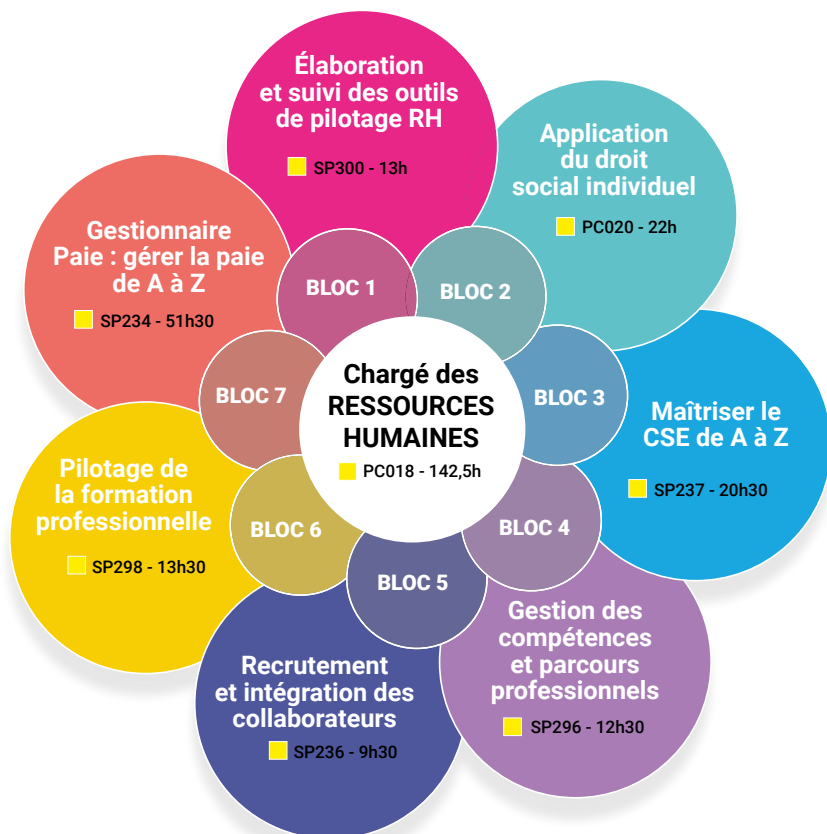 Élaboration
et suivi des outils
de pilotage RH
SP300 - 13h
BLOC 1
Application
du droit
social individuel
PC020 - 22h
BLOC 2
Maîtriser le
CSE de A à Z
SP237 - 20h30
BLOC 3
Gestion des
compétences
et parcours
professionnels
SP296 - 12h30
BLOC 4
Recrutement
et intégration des
collaborateurs
SP236 - 9h30
BLOC 5
Pilotage de
la formation
professionnelle
SP298 - 13h30
BLOC 6
Gestionnaire
Paie : gérer la paie
de A à Z
SP234 - 51h30
BLOC 7
Chargé des
RESSOURCES
HUMAINES
PC018 - 142,5h